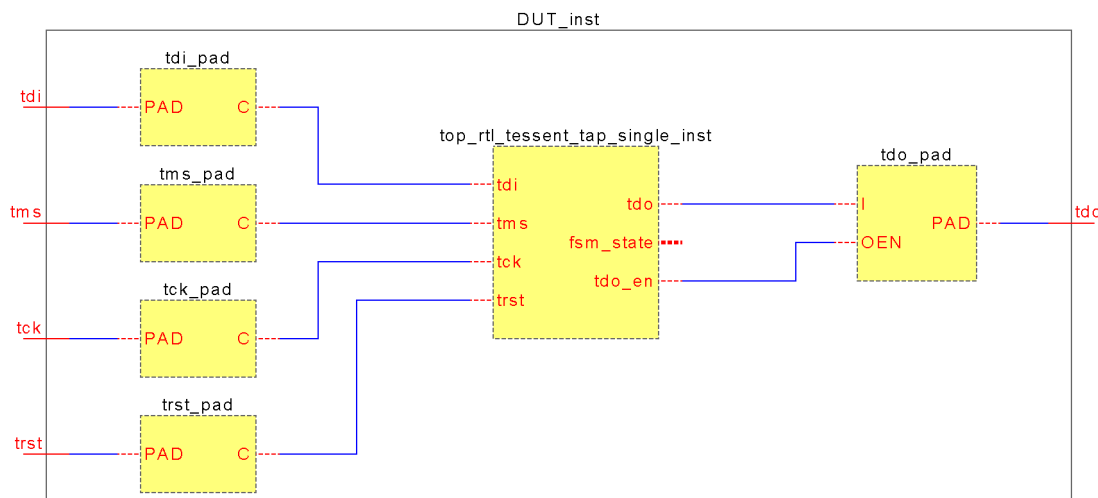 DUT_inst
tdi_pad
tdi
PAD C
tms_pad
tms
PAD C
tck_pad
tck
PAD C
trst_pad
trst
PAD C
top_rtl_tessent_tap_single_inst
tdi
tms
tck
trst
tdo
fsm_state
tdo_en
tdo_pad
I
OEN
PAD
tdo